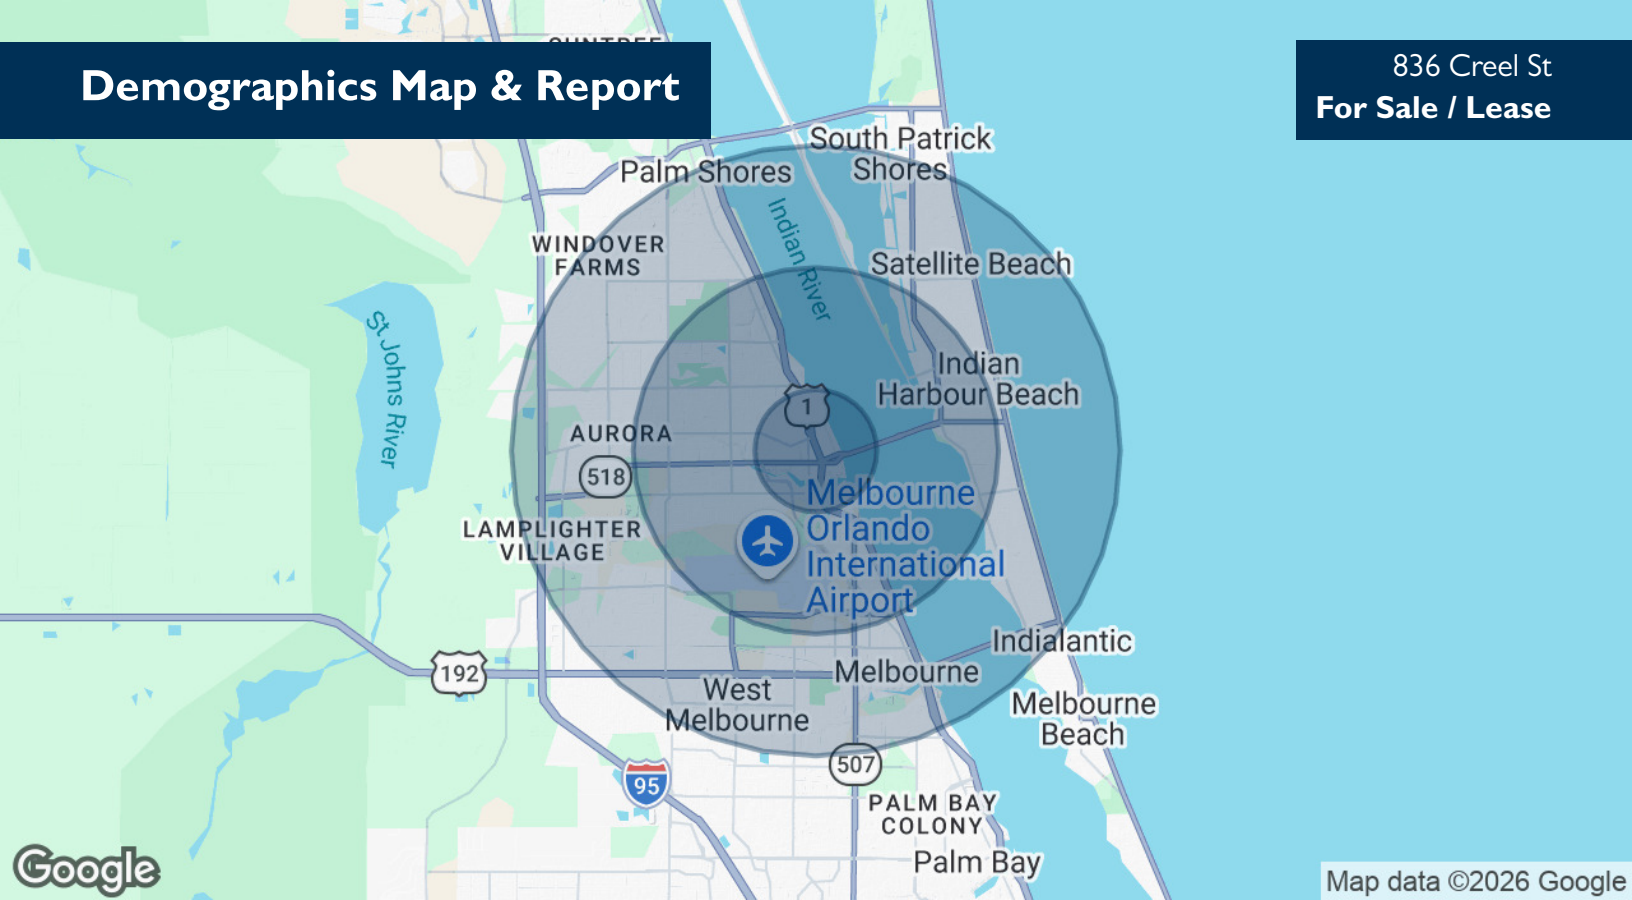 Demographics Map & Report
836 Creel St
For Sale / Lease
South Patrick
Shores
Palm Shores
Indian River
WINDOVER
FARMS
Satellite Beach
St Johns River
Indian
Harbour Beach
1
AURORA
518
Melbourne
Orlando
International
Airport
LAMPLIGHTER
VILLAGE
Indialantic
192
Melbourne
West
Melbourne
Melbourne
Beach
507
95
PALM BAY
COLONY
Palm Bay
Google
Map data ©2026 Google